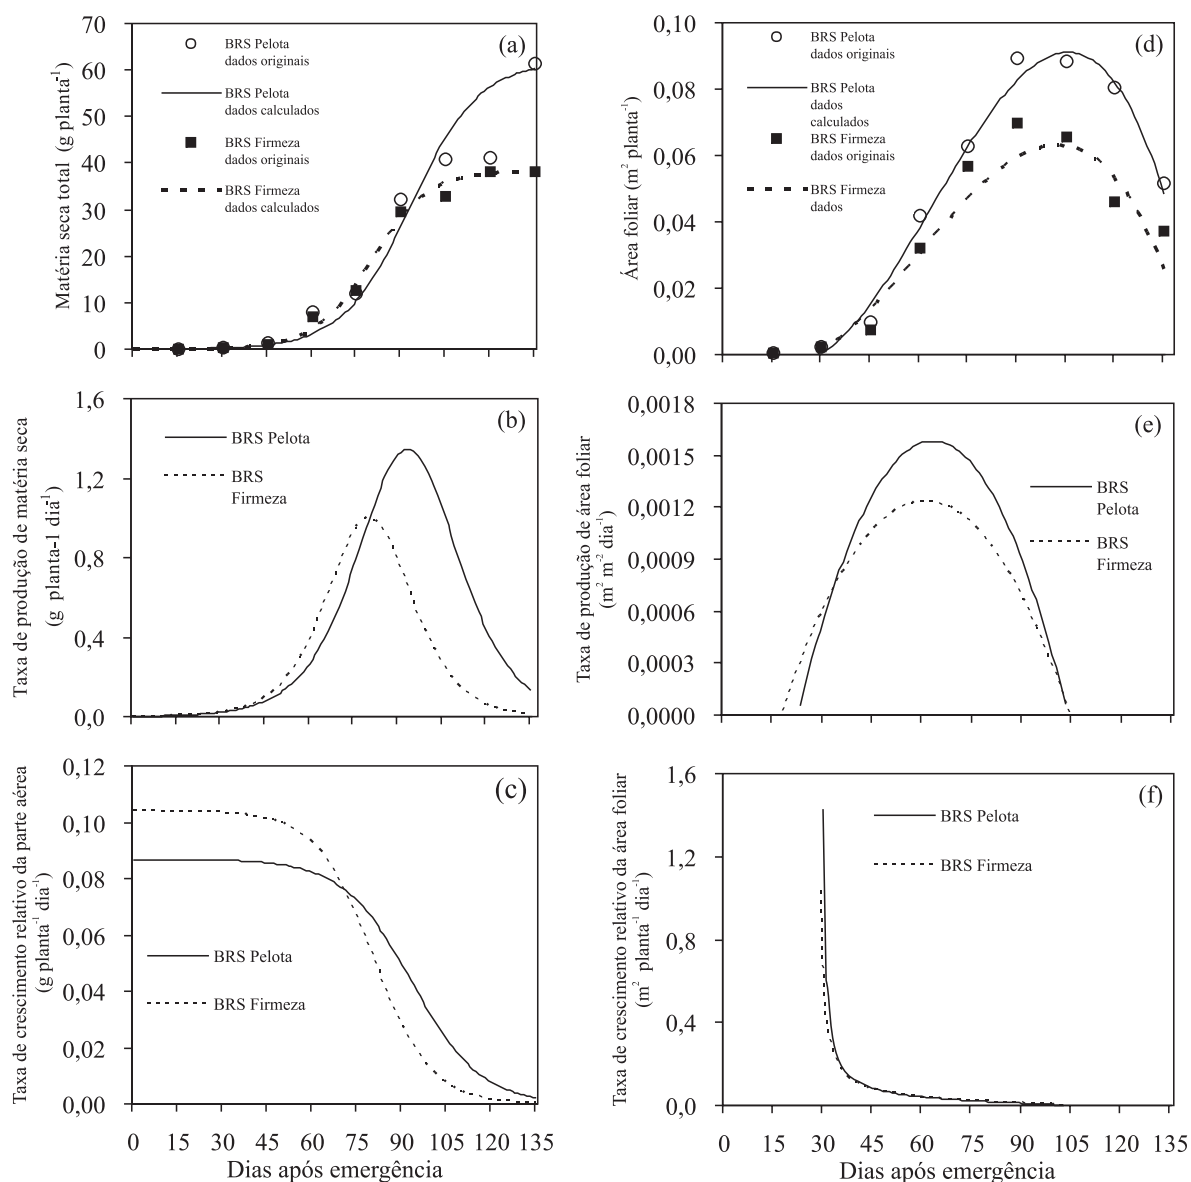 Matéria seca total (g planta⁻¹)
70
60
50
40
30
20
10
0
(a)
BRS Pelota
dados originais
BRS Pelota
dados calculados
BRS Firmeza
dados originais
BRS Firmeza
dados calculados
Área foliar (m² planta⁻¹)
0,10
0,08
0,06
0,04
0,02
0,00
(d)
BRS Pelota
dados originais
BRS Pelota
dados
calculados
BRS Firmeza
dados originais
BRS Firmeza
dados
Taxa de produção de matéria seca
(g planta-1 dia⁻¹)
1,6
1,2
0,8
0,4
0,0
(b)
BRS Pelota
BRS
Firmeza
Taxa de produção de área foliar
(m² m⁻² dia⁻¹)
0,0018
0,0015
0,0012
0,0009
0,0006
0,0003
0,0000
(e)
BRS
Pelota
BRS
Firmeza
Taxa de crescimento relativo da parte aérea
(g planta⁻¹ dia⁻¹)
0,12
0,10
0,08
0,06
0,04
0,02
0,00
(c)
BRS Pelota
BRS Firmeza
0 15 30 45 60 75 90 105 120 135
Dias após emergência
Taxa de crescimento relativo da área foliar
(m² planta⁻¹ dia⁻¹)
1,6
1,2
0,8
0,4
0,0
(f)
BRS Pelota
BRS Firmeza
0 15 30 45 60 75 90 105 120 135
Dias após emergência